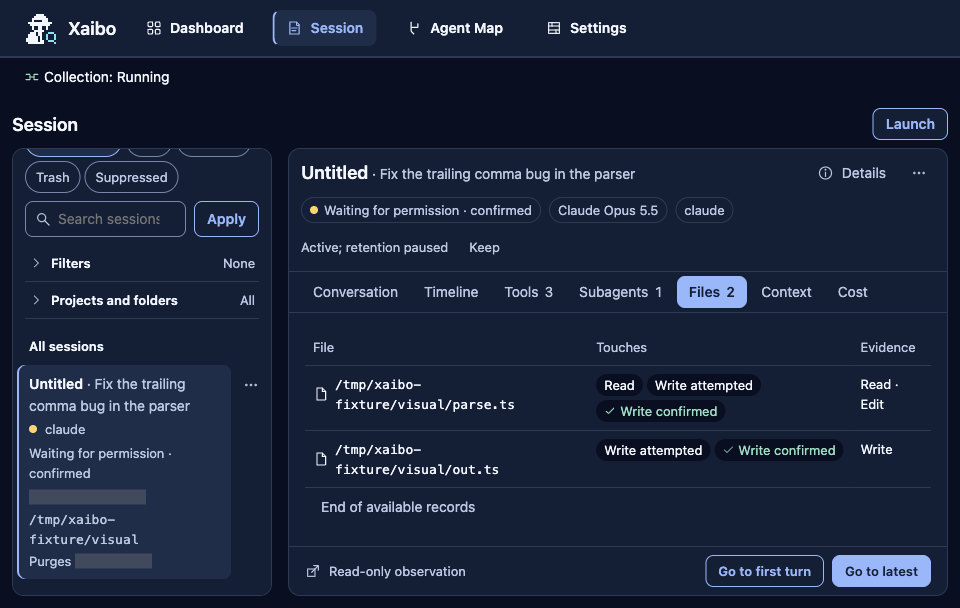 Xaibo
Dashboard
Session
Agent Map
Settings
Collection: Running
Session
Launch
Trash
Suppressed
Search sessions
Apply
Filters
None
Projects and folders
All
All sessions
Untitled · Fix the trailing
comma bug in the parser
claude
Waiting for permission ·
confirmed
/tmp/xaibo-
fixture/visual
Purges
Untitled · Fix the trailing comma bug in the parser
Details
Waiting for permission · confirmed
Claude Opus 5.5
claude
Active; retention paused
Keep
Conversation
Timeline
Tools 3
Subagents 1
Files 2
Context
Cost
File
Touches
Evidence
/tmp/xaibo-
fixture/visual/parse.ts
Read
Write attempted
Write confirmed
Read ·
Edit
/tmp/xaibo-
fixture/visual/out.ts
Write attempted
Write confirmed
Write
End of available records
Read-only observation
Go to first turn
Go to latest